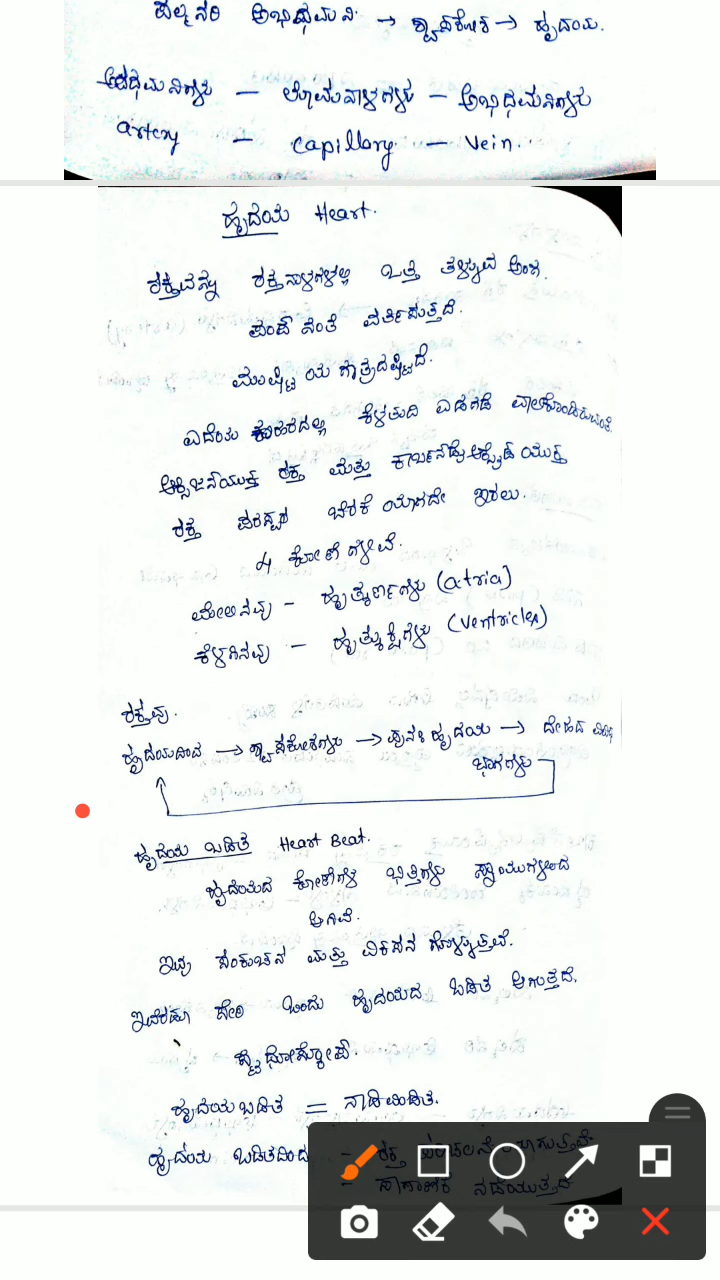 ಪಲ್ಮನರಿ ಅಭಿಧಮನಿ → ಶ್ವಾಸಕೋಶ → ಹೃದಯ.
ಅಪಧಮನಿಗಳು – ಲೋಮನಾಳಗಳು – ಅಭಿಧಮನಿಗಳು
artery – capillary – vein.
ಹೃದಯ Heart.
ರಕ್ತವನ್ನು ರಕ್ತನಾಳಗಳಲ್ಲಿ ಒತ್ತಿ ತಳ್ಳುವ ಅಂಗ.
ಪಂಪ್ ನಂತೆ ವರ್ತಿಸುತ್ತದೆ.
ಮುಷ್ಟಿಯ ಗಾತ್ರದಷ್ಟಿದೆ.
ಎದೆಯ ಕುಹರದಲ್ಲಿ ಕೆಳತುದಿ ಎಡಗಡೆ ವಾಲಿಕೊಂಡಿರುವಂತೆ.
ಆಕ್ಸಿಜನ್‌ಯುಕ್ತ ರಕ್ತ ಮತ್ತು ಕಾರ್ಬನ್ ಡೈ ಆಕ್ಸೈಡ್ ಯುಕ್ತ
ರಕ್ತ ಪರಸ್ಪರ ಬೆರಕೆಯಾಗದೇ ಇರಲು.
4 ಕೋಣೆಗಳಿವೆ.
ಮೇಲಿನವು – ಹೃತ್ಕರ್ಣಗಳು (atria)
ಕೆಳಗಿನವು – ಹೃತ್ಕುಕ್ಷಿಗಳು (ventricles)
ರಕ್ತವು.
ಹೃದಯದಿಂದ → ಶ್ವಾಸಕೋಶಗಳು → ಪುನಃ ಹೃದಯ → ದೇಹದ ವಿವಿಧ
ಭಾಗಗಳು
ಹೃದಯ ಬಡಿತ Heart Beat.
ಹೃದಯದ ಕೋಣೆಗಳ ಭಿತ್ತಿಗಳು ಸ್ನಾಯುಗಳಿಂದ
ಆಗಿವೆ.
ಇವು ಸಂಕುಚನ ಮತ್ತು ವಿಕಸನ ಗೊಳ್ಳುತ್ತವೆ.
ಇವೆರಡೂ ಸೇರಿ ಒಂದು ಹೃದಯದ ಬಡಿತ ಆಗುತ್ತದೆ.
ಸ್ಟೆಥೋಸ್ಕೋಪ್.
ಹೃದಯ ಬಡಿತ = ನಾಡಿಮಿಡಿತ.
ಹೃದಯ ಬಡಿತದಿಂದ – ರಕ್ತ
– ನಡೆಯುತ್ತದೆ